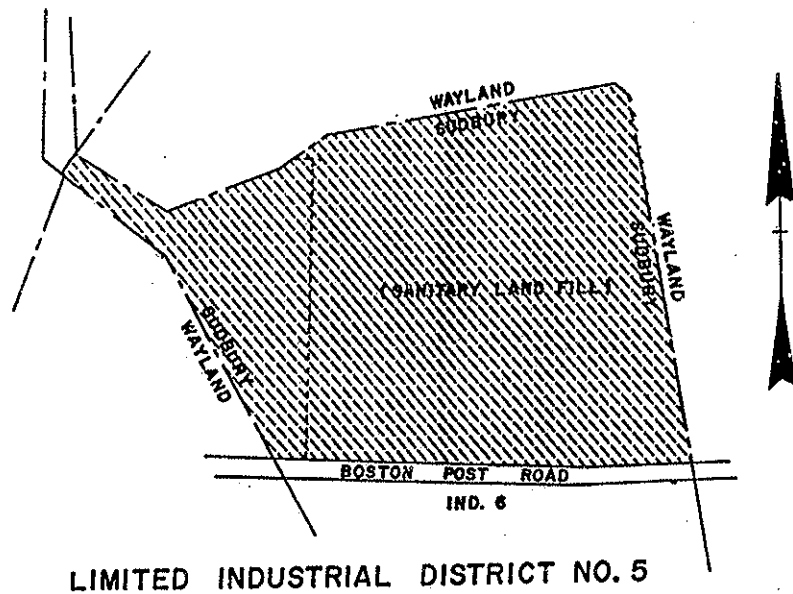 WAYLAND
SUDBURY
WAYLAND
SUDBURY
(SANITARY LAND FILL)
SUDBURY
WAYLAND
BOSTON POST ROAD
IND. 6
LIMITED INDUSTRIAL DISTRICT NO. 5